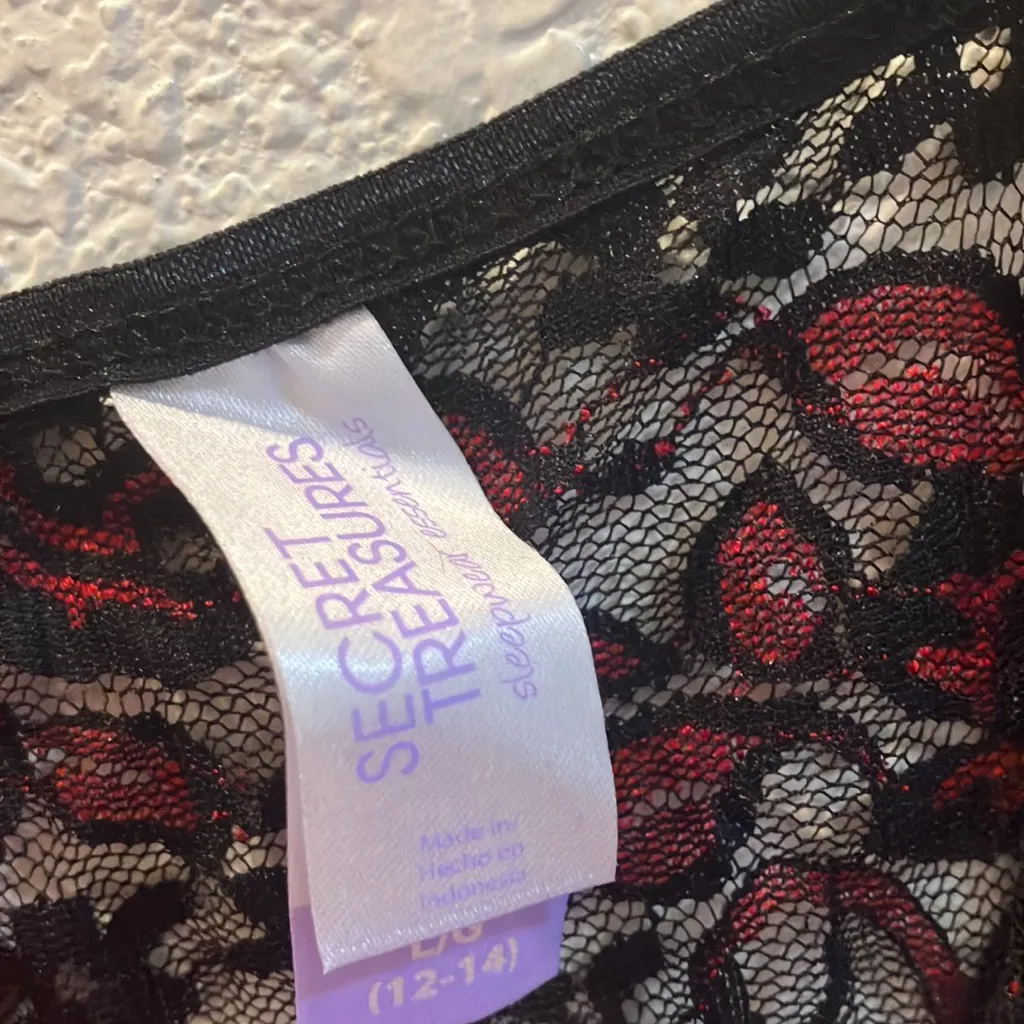 SECRET
TREASURES
sleepwear essentials
Made in/
Hecho en
Indonesia
L/G
(12-14)